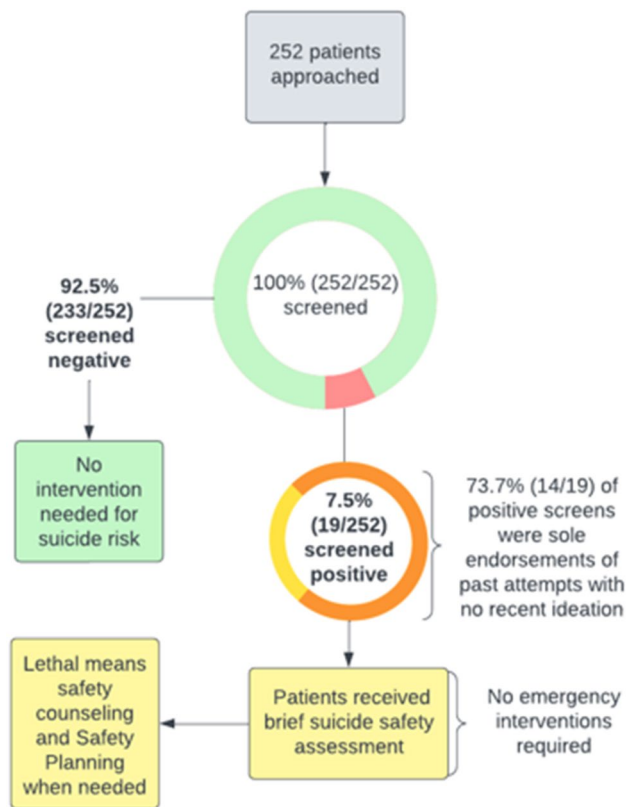 252 patients
approached
100% (252/252)
screened
92.5%
(233/252)
screened
negative
No
intervention
needed for
suicide risk
7.5%
(19/252)
screened
positive
73.7% (14/19) of
positive screens
were sole
endorsements of
past attempts with
no recent ideation
Lethal means
safety
counseling
and Safety
Planning
when needed
Patients received
brief suicide safety
assessment
No emergency
interventions
required